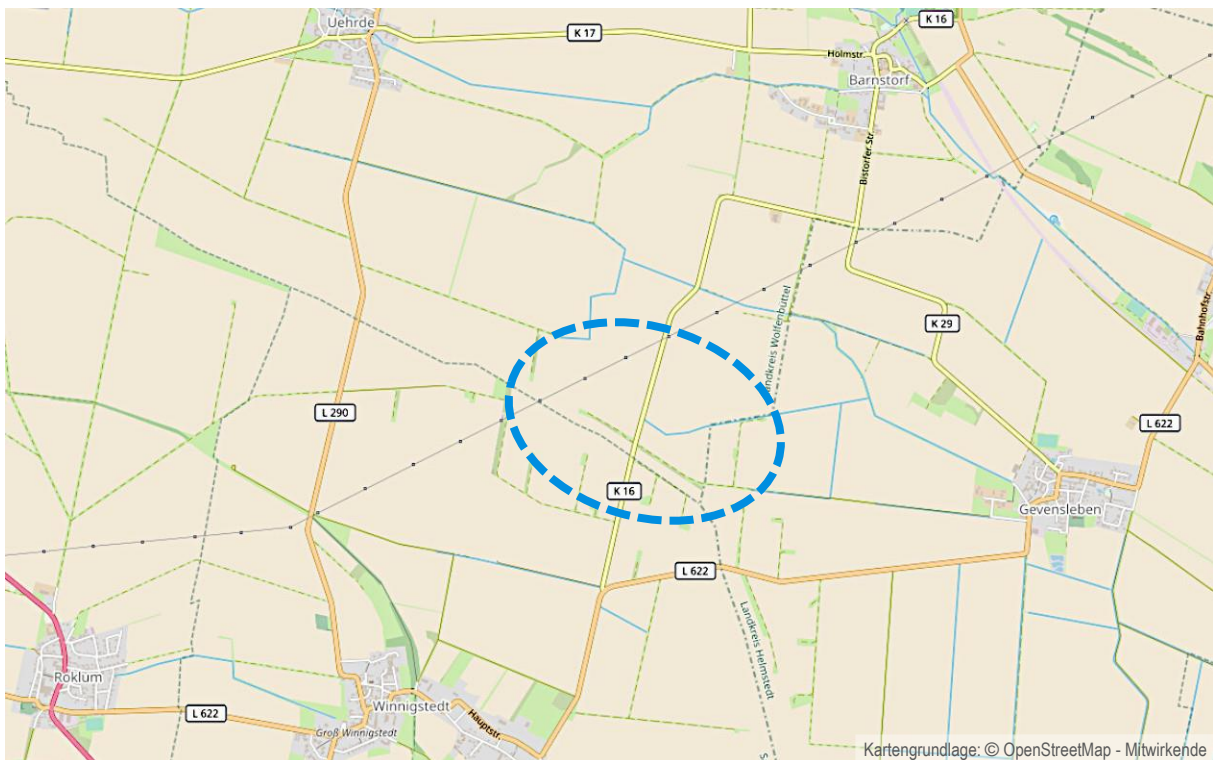 Uehrde
K 17
K 16
Holmstr.
Barnstorf
Bistorfer Str.
Landkreis Wolfenbüttel
K 29
Bahnhofstr.
L 290
L 622
K 16
Gevensleben
L 622
Landkreis Helmstedt
Roklum
L 622
Winnigstedt
Groß Winnigstedt
Hauptstr.
S
Kartengrundlage: © OpenStreetMap - Mitwirkende